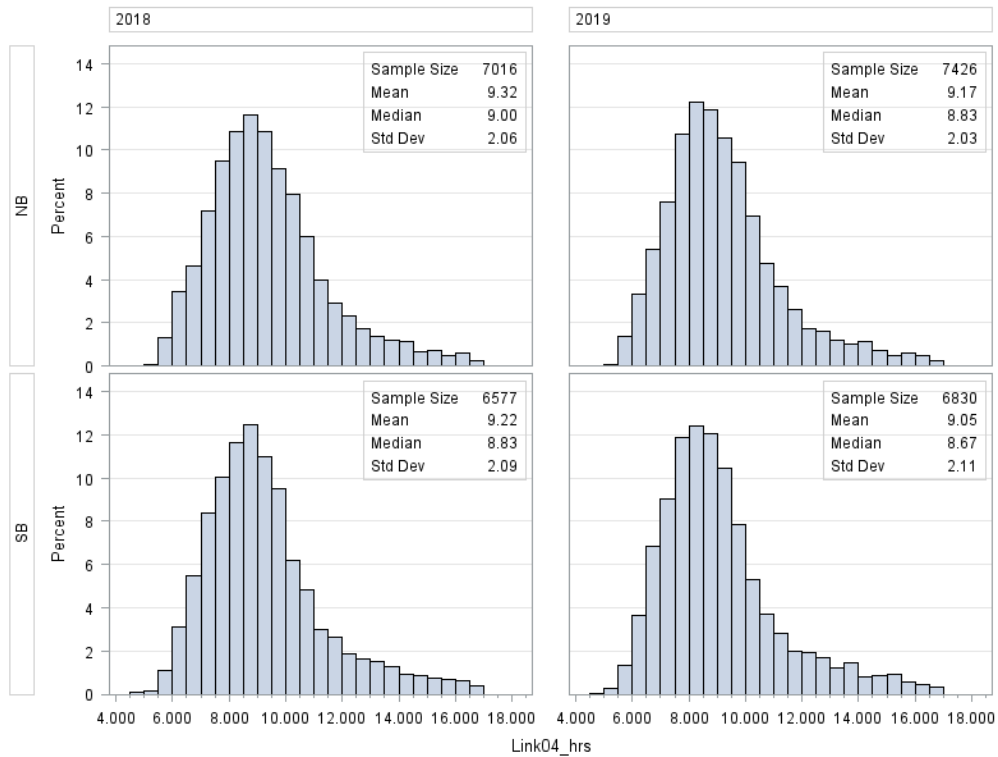 2018
2019
NB
Percent
14
12
10
8
6
4
2
0
Sample Size 7016
Mean 9.32
Median 9.00
Std Dev 2.06
Sample Size 7426
Mean 9.17
Median 8.83
Std Dev 2.03
SB
Percent
14
12
10
8
6
4
2
0
Sample Size 6577
Mean 9.22
Median 8.83
Std Dev 2.09
Sample Size 6830
Mean 9.05
Median 8.67
Std Dev 2.11
4.000 6.000 8.000 10.000 12.000 14.000 16.000 18.000
4.000 6.000 8.000 10.000 12.000 14.000 16.000 18.000
Link04_hrs